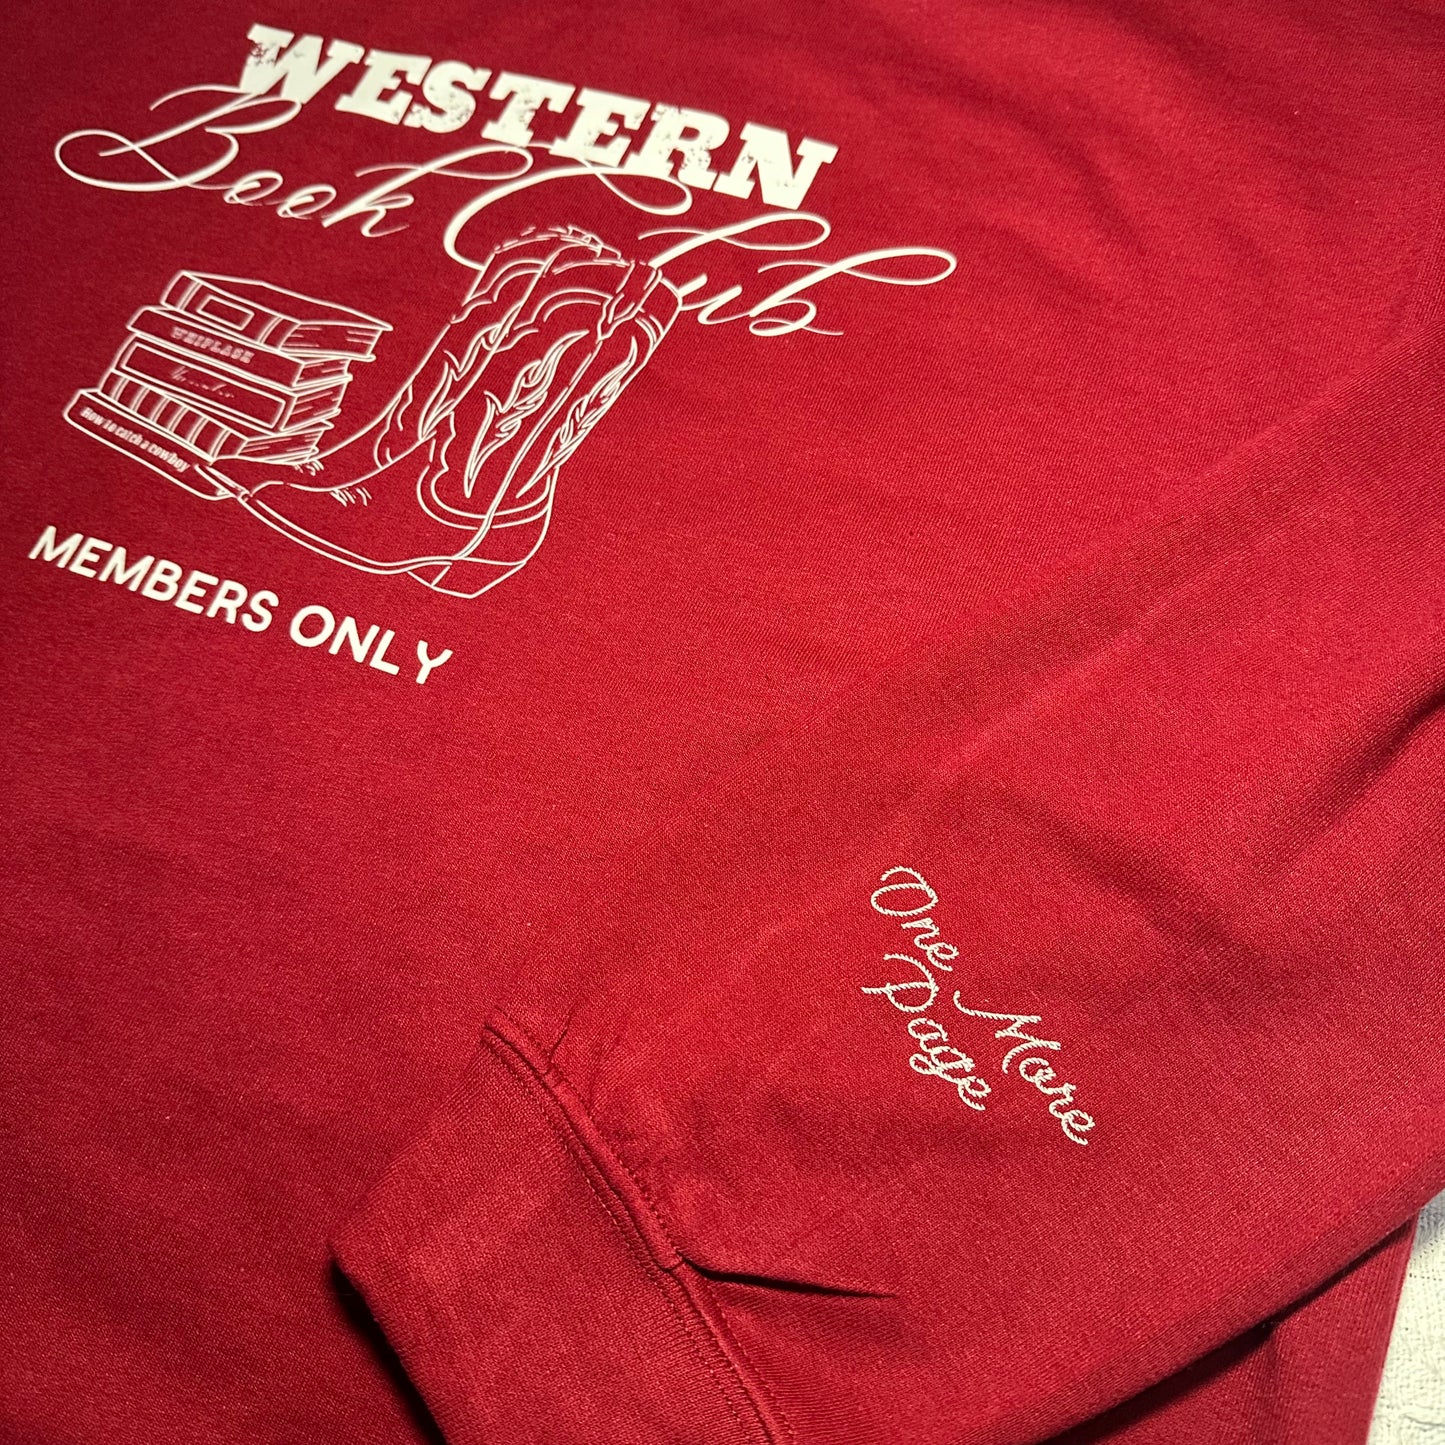 WESTERN
Book Club
WHIPLASH
How to catch a cowboy
MEMBERS ONLY
One More
Page